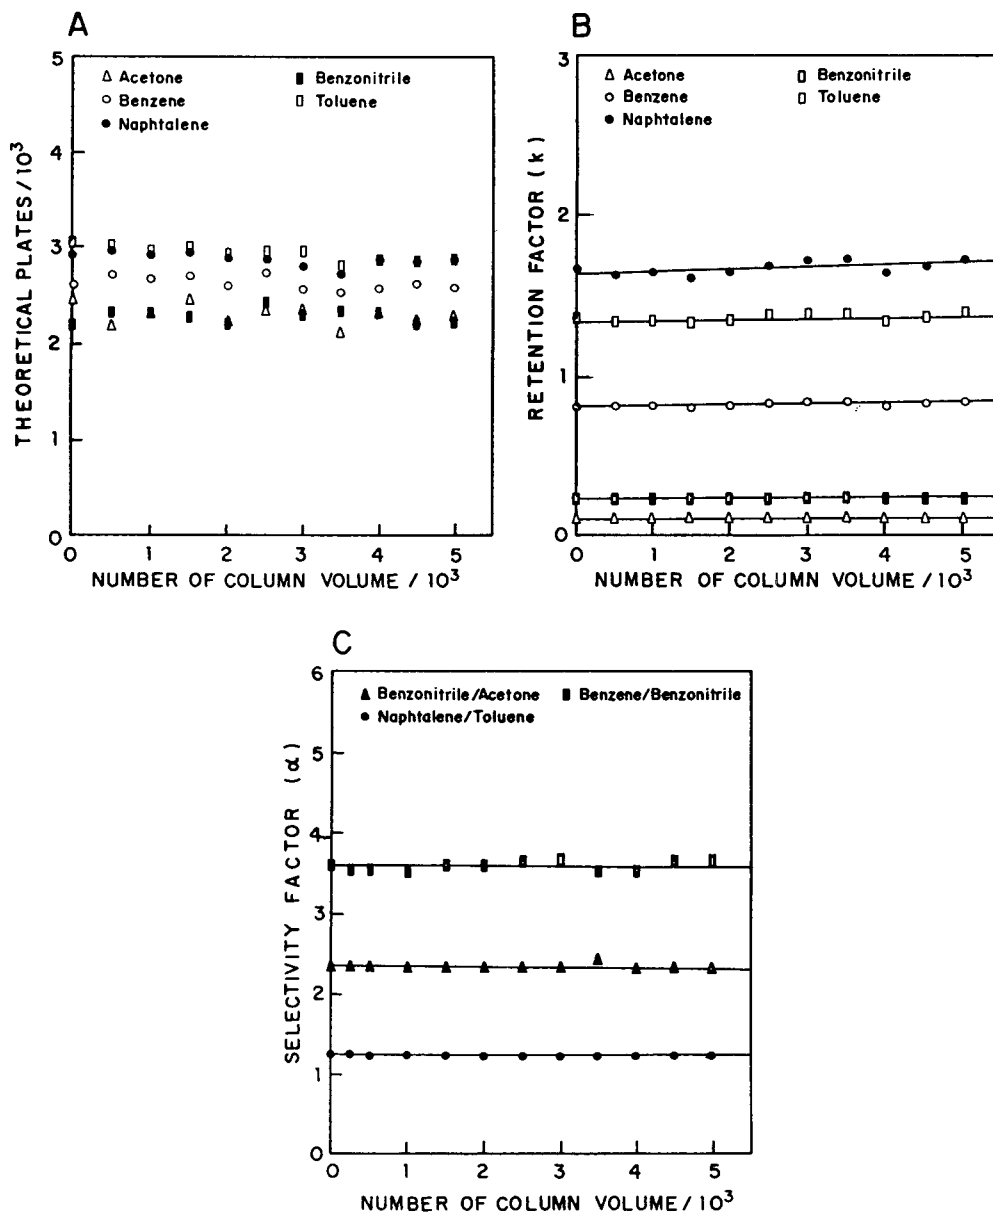 A
THEORETICAL PLATES / 10³
5
4
3
2
1
0
△ Acetone
○ Benzene
● Naphtalene
▮ Benzonitrile
▯ Toluene
0 1 2 3 4 5
NUMBER OF COLUMN VOLUME / 10³
B
RETENTION FACTOR (k)
3
2
1
0
△ Acetone
○ Benzene
● Naphtalene
▯ Benzonitrile
▯ Toluene
0 1 2 3 4 5
NUMBER OF COLUMN VOLUME / 10³
C
SELECTIVITY FACTOR (α)
6
5
4
3
2
1
0
▲ Benzonitrile/Acetone
● Naphtalene/Toluene
▮ Benzene/Benzonitrile
0 1 2 3 4 5
NUMBER OF COLUMN VOLUME / 10³